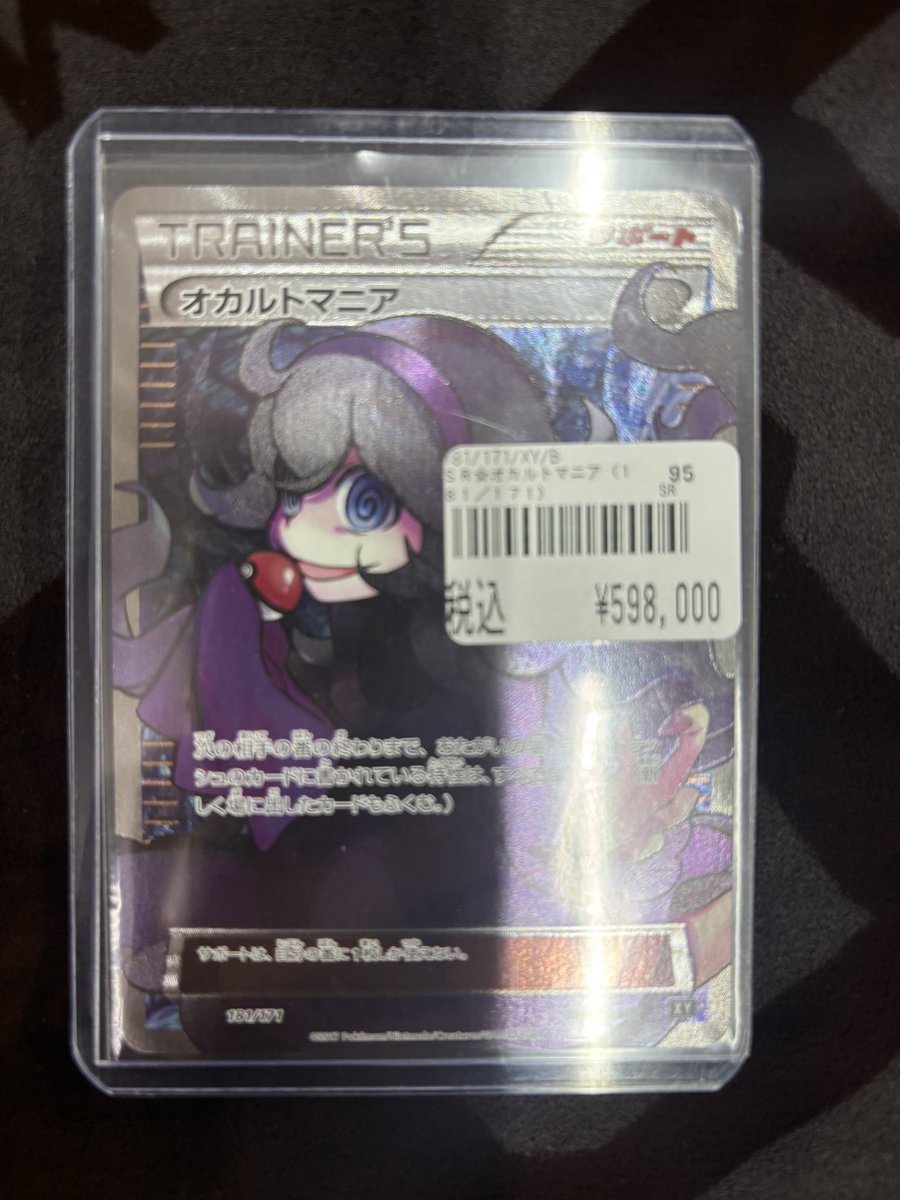 TRAINER'S
オカルトマニア
81/171/XY/B
SR☆オカルトマニア(1
81/171)
95
SR
税込 ¥598,000
次の相手の番の終わりまで、おたがいの場
シュのカードに書かれている特性は、すべて
しく場に出したカードもふくむ。)
サポートは、自分の番に1枚しか使えない。
181/171
XY